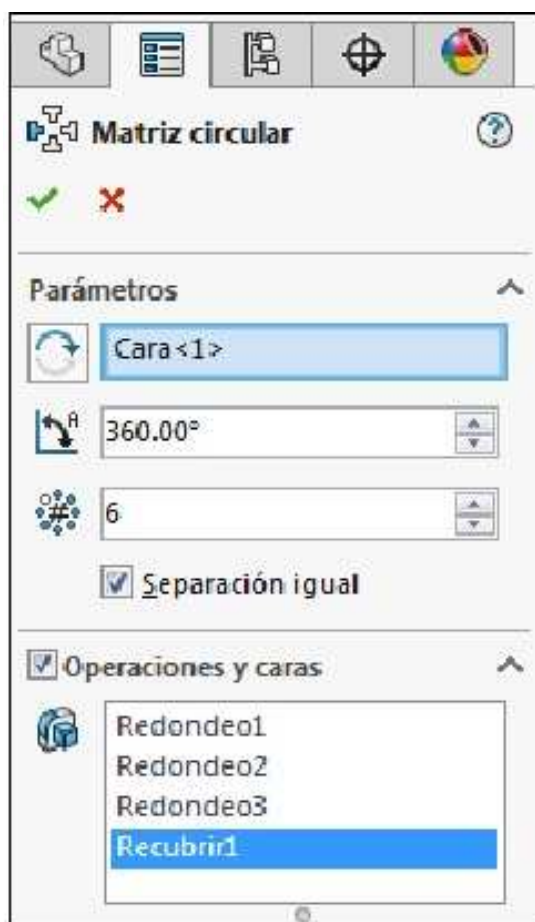 Matriz circular
Parámetros
Cara<1>
360.00°
6
Separación igual
Operaciones y caras
Redondeo1
Redondeo2
Redondeo3
Recubrir1